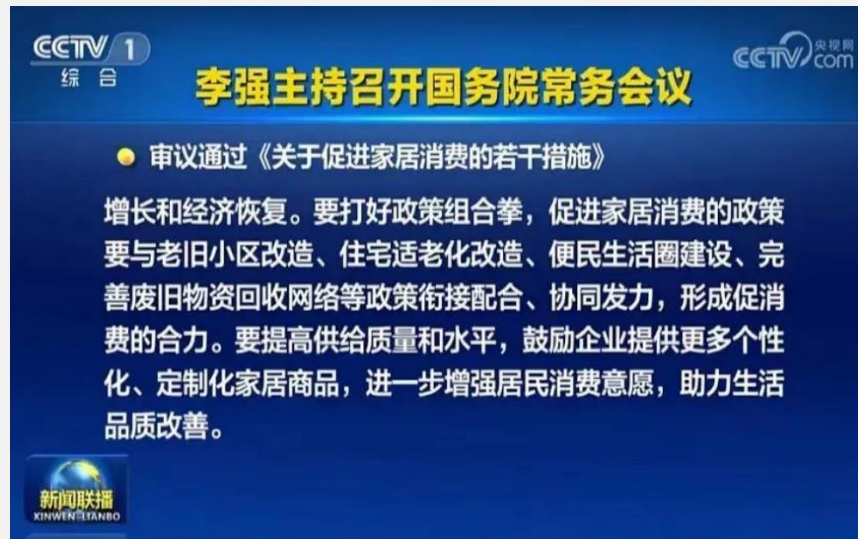 CCTV 1
综合
央视网
CCTV com
李强主持召开国务院常务会议
审议通过《关于促进家居消费的若干措施》
增长和经济恢复。要打好政策组合拳，促进家居消费的政策
要与老旧小区改造、住宅适老化改造、便民生活圈建设、完
善废旧物资回收网络等政策衔接配合、协同发力，形成促消
费的合力。要提高供给质量和水平，鼓励企业提供更多个性
化、定制化家居商品，进一步增强居民消费意愿，助力生活
品质改善。
新闻联播
XINWEN LIANBO